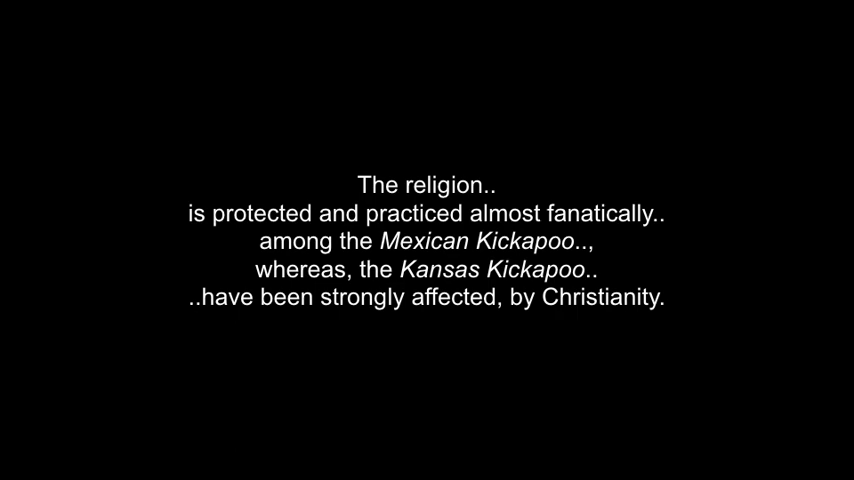 The religion..
is protected and practiced almost fanatically..
among the Mexican Kickapoo..,
whereas, the Kansas Kickapoo..
..have been strongly affected, by Christianity.